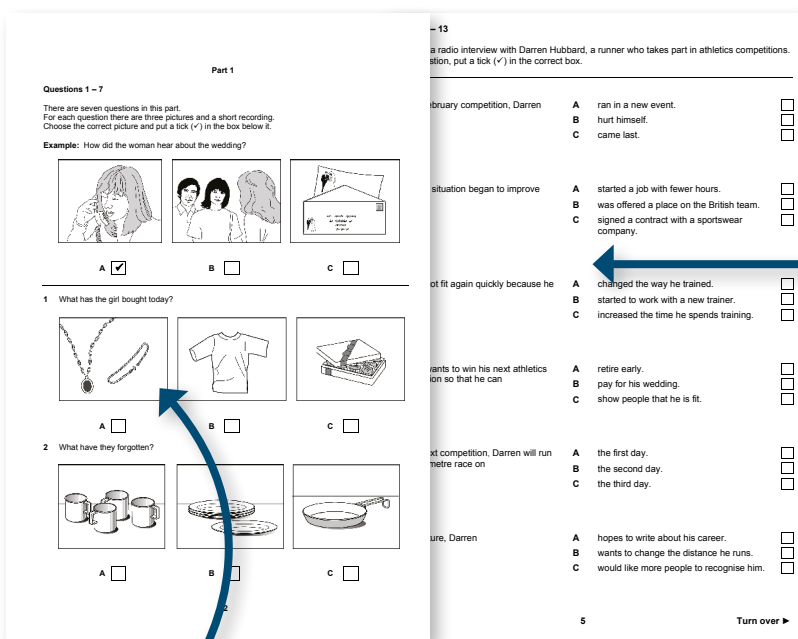 Part 1
Questions 1 – 7
There are seven questions in this part.
For each question there are three pictures and a short recording.
Choose the correct picture and put a tick (✓) in the box below it.
Example: How did the woman hear about the wedding?
A ✔ B C
1 What has the girl bought today?
A B C
2 What have they forgotten?
A B C
2
– 13
a radio interview with Darren Hubbard, a runner who takes part in athletics competitions.
stion, put a tick (✓) in the correct box.
ebruary competition, Darren
A ran in a new event.
B hurt himself.
C came last.
situation began to improve
A started a job with fewer hours.
B was offered a place on the British team.
C signed a contract with a sportswear
company.
ot fit again quickly because he
A changed the way he trained.
B started to work with a new trainer.
C increased the time he spends training.
wants to win his next athletics
ion so that he can
A retire early.
B pay for his wedding.
C show people that he is fit.
xt competition, Darren will run
metre race on
A the first day.
B the second day.
C the third day.
ure, Darren
A hopes to write about his career.
B wants to change the distance he runs.
C would like more people to recognise him.
5
Turn over ►